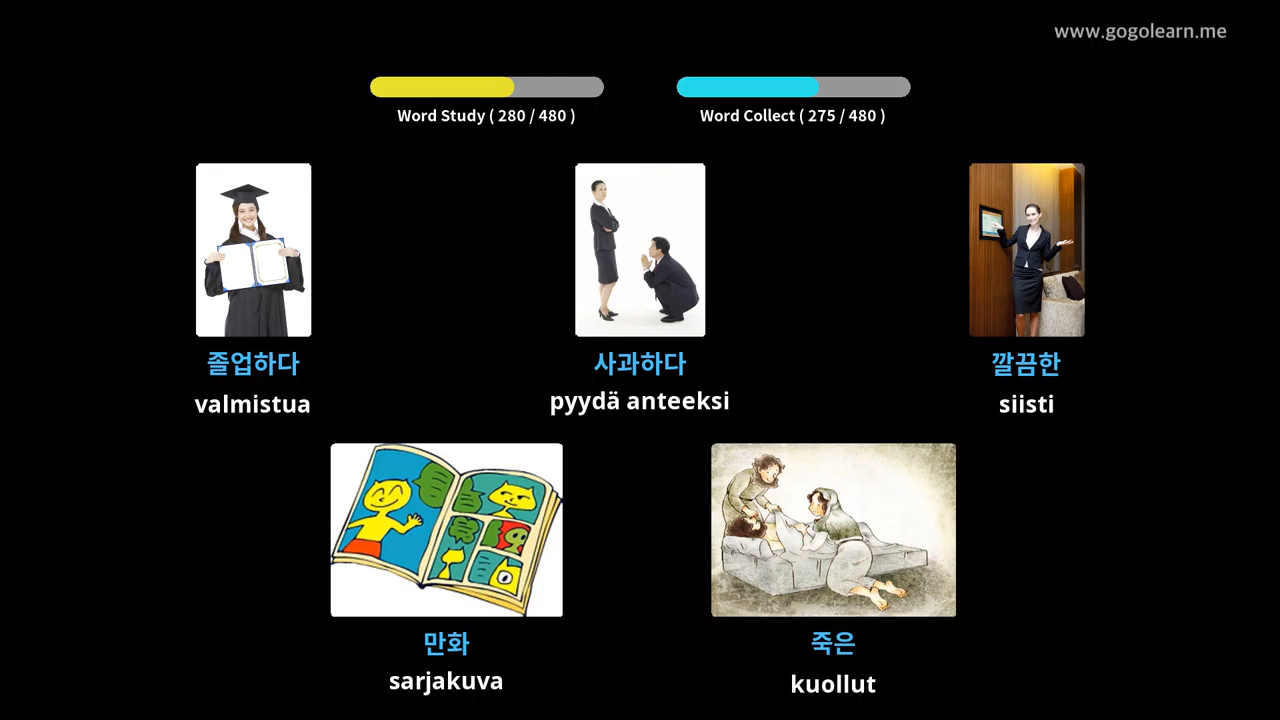 www.gogolearn.me
Word Study ( 280 / 480 )
Word Collect ( 275 / 480 )
졸업하다
사과하다
깔끔한
valmistua
pyydä anteeksi
siisti
만화
죽은
sarjakuva
kuollut